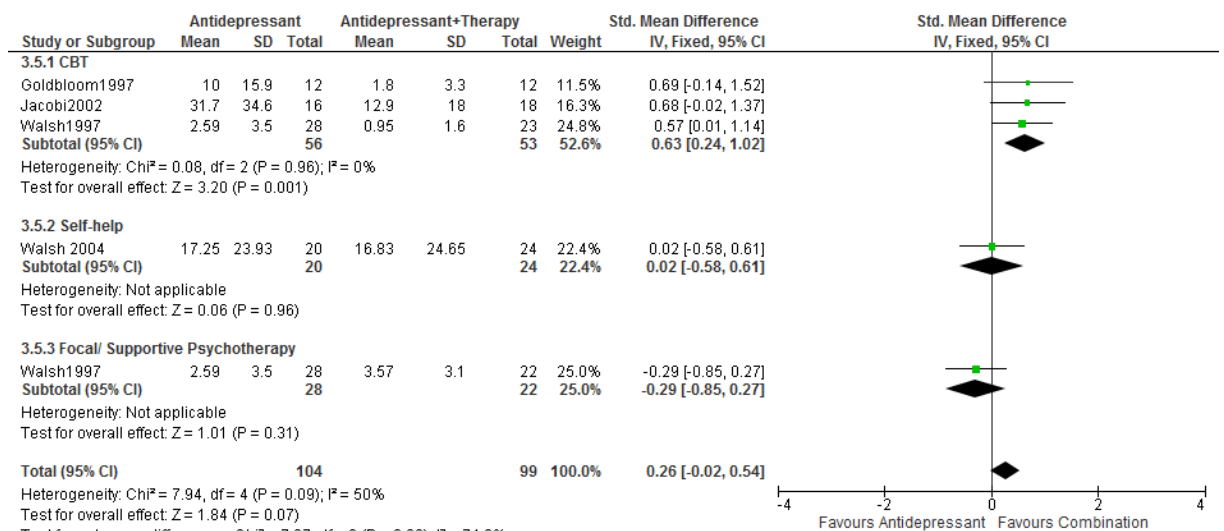 Antidepressant Antidepressant+Therapy Std. Mean Difference Std. Mean Difference
Study or Subgroup Mean SD Total Mean SD Total Weight IV, Fixed, 95% CI IV, Fixed, 95% CI
3.5.1 CBT
Goldbloom1997 10 15.9 12 1.8 3.3 12 11.5% 0.69 [-0.14, 1.52]
Jacobi2002 31.7 34.6 16 12.9 18 18 16.3% 0.68 [-0.02, 1.37]
Walsh1997 2.59 3.5 28 0.95 1.6 23 24.8% 0.57 [0.01, 1.14]
Subtotal (95% CI) 56 53 52.6% 0.63 [0.24, 1.02]
Heterogeneity: Chi² = 0.08, df = 2 (P = 0.96); I² = 0%
Test for overall effect: Z = 3.20 (P = 0.001)
3.5.2 Self-help
Walsh 2004 17.25 23.93 20 16.83 24.65 24 22.4% 0.02 [-0.58, 0.61]
Subtotal (95% CI) 20 24 22.4% 0.02 [-0.58, 0.61]
Heterogeneity: Not applicable
Test for overall effect: Z = 0.06 (P = 0.96)
3.5.3 Focal/ Supportive Psychotherapy
Walsh1997 2.59 3.5 28 3.57 3.1 22 25.0% -0.29 [-0.85, 0.27]
Subtotal (95% CI) 28 22 25.0% -0.29 [-0.85, 0.27]
Heterogeneity: Not applicable
Test for overall effect: Z = 1.01 (P = 0.31)
Total (95% CI) 104 99 100.0% 0.26 [-0.02, 0.54]
Heterogeneity: Chi² = 7.94, df = 4 (P = 0.09); I² = 50%
Test for overall effect: Z = 1.84 (P = 0.07)
-4 -2 0 2 4
Favours Antidepressant Favours Combination